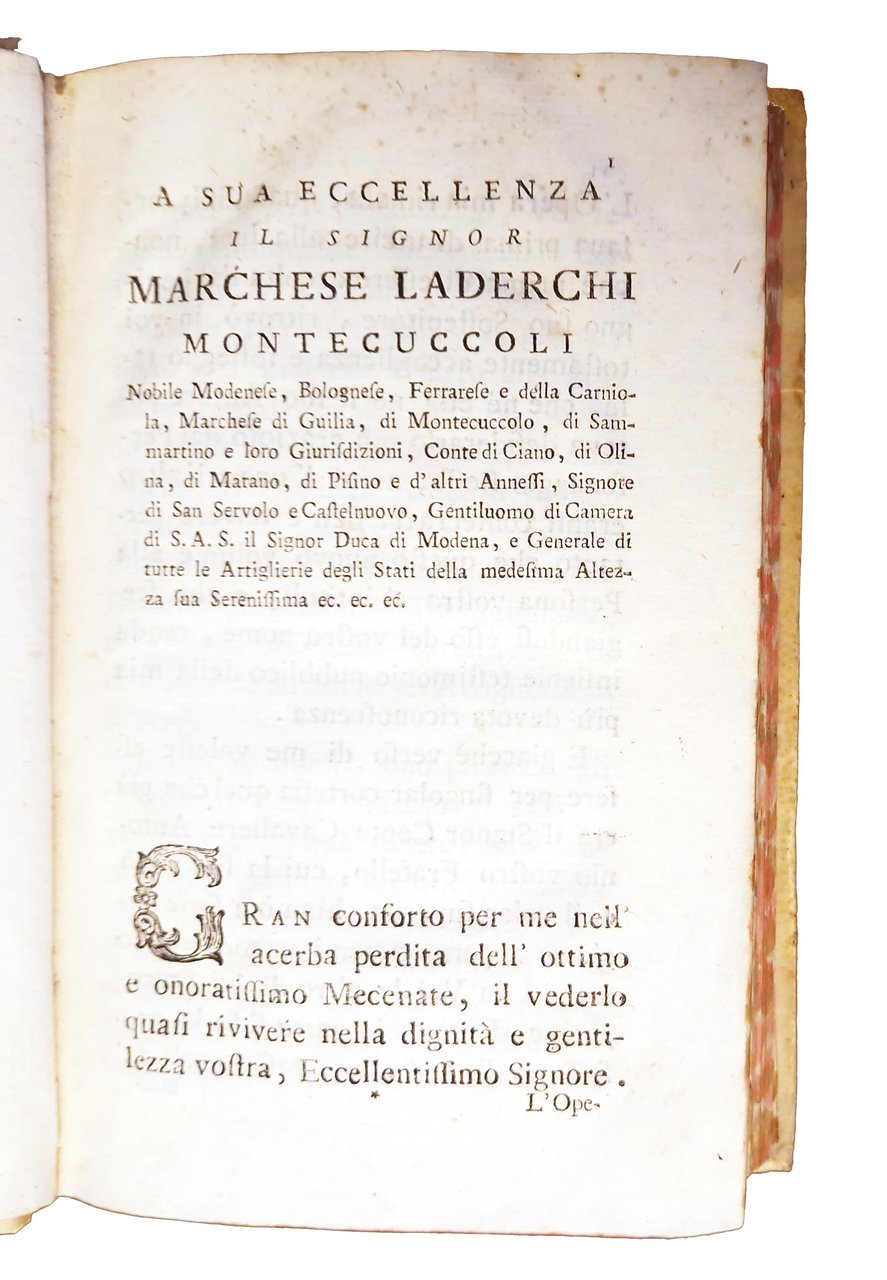 A SUA ECCELLENZA
IL SIGNOR
MARCHESE LADERCHI
MONTECUCCOLI
Nobile Modeneſe, Bologneſe, Ferrareſe e della Carnio-
la, Marcheſe di Guilia, di Montecuccolo, di Sam-
martino e loro Giuriſdizioni, Conte di Ciano, di Oli-
na, di Marano, di Piſino e d' altri Anneſſi, Signore
di San Servolo e Caſtelnuovo, Gentiluomo di Camera
di S. A. S. il Signor Duca di Modena, e Generale di
tutte le Artiglierie degli Stati della medeſima Altez-
za ſua Sereniſſima ec. ec. ec.
GRAN conforto per me nell'
acerba perdita dell' ottimo
e onoratiſſimo Mecenate, il vederlo
quaſi rivivere nella dignità e genti-
lezza voſtra, Eccellentiſſimo Signore.
* L'Ope-